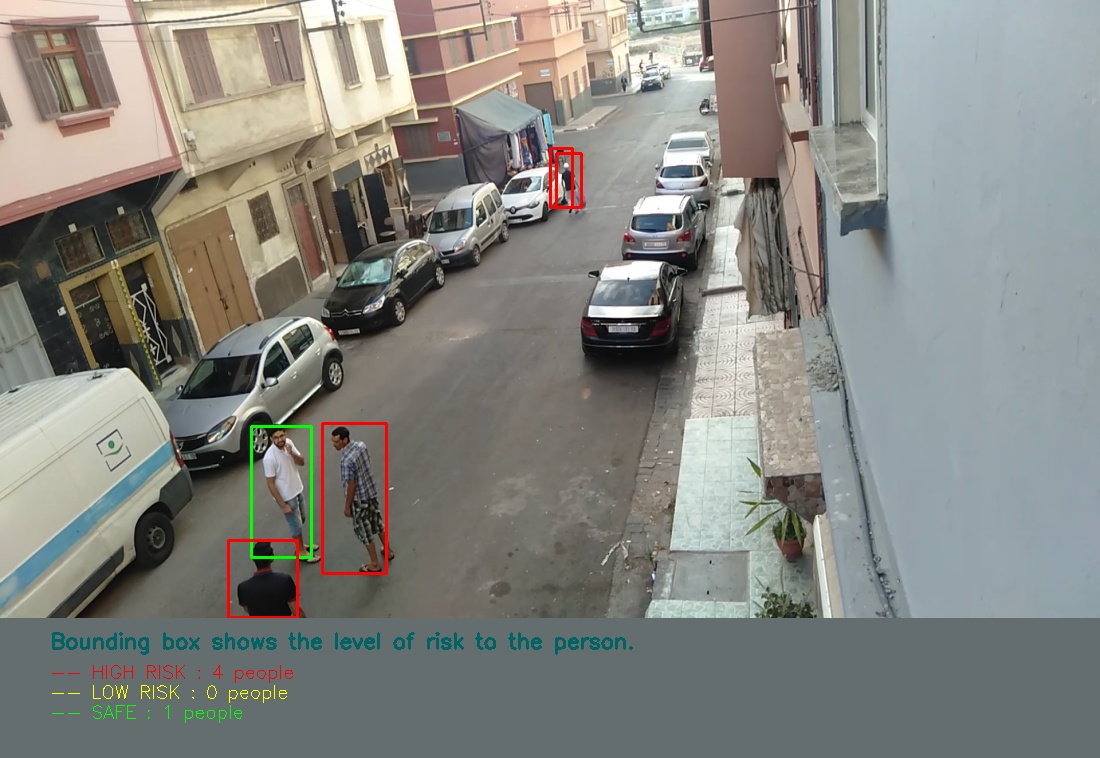 Bounding box shows the level of risk to the person.
-- HIGH RISK : 4 people
-- LOW RISK : 0 people
-- SAFE : 1 people